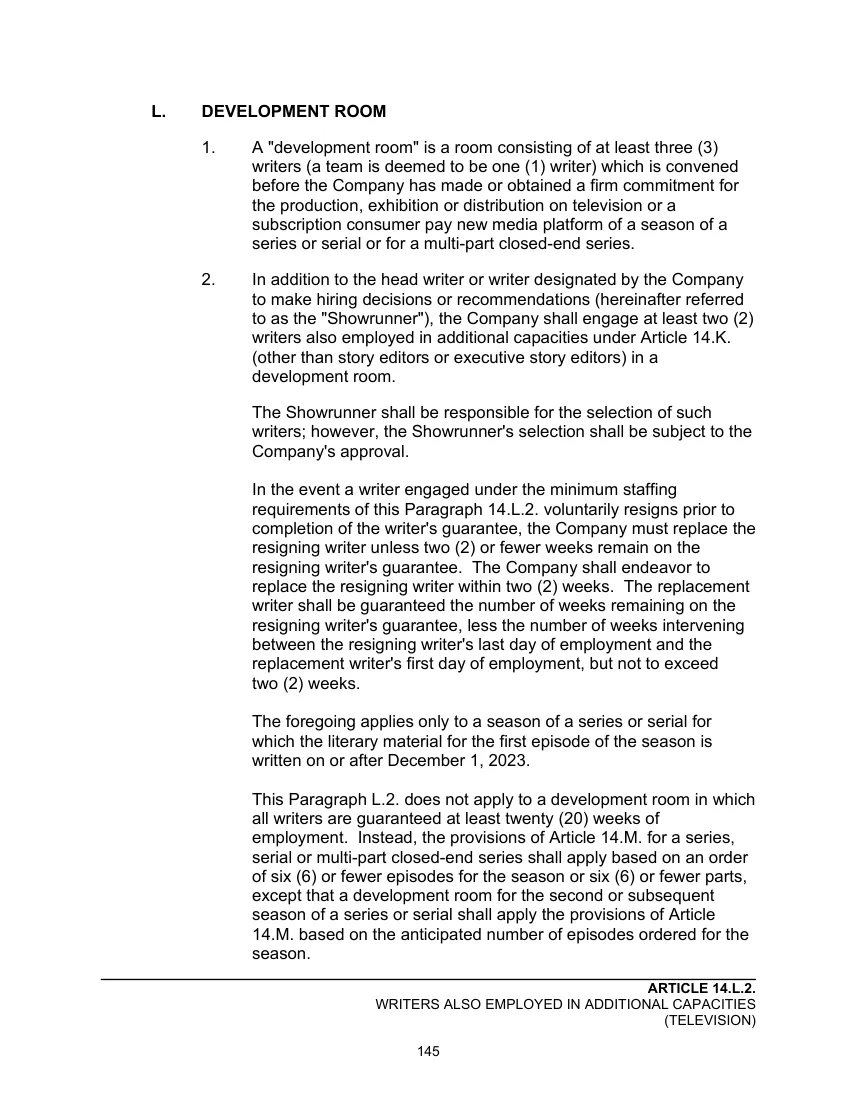 L. DEVELOPMENT ROOM
1. A "development room" is a room consisting of at least three (3)
writers (a team is deemed to be one (1) writer) which is convened
before the Company has made or obtained a firm commitment for
the production, exhibition or distribution on television or a
subscription consumer pay new media platform of a season of a
series or serial or for a multi-part closed-end series.
2. In addition to the head writer or writer designated by the Company
to make hiring decisions or recommendations (hereinafter referred
to as the "Showrunner"), the Company shall engage at least two (2)
writers also employed in additional capacities under Article 14.K.
(other than story editors or executive story editors) in a
development room.
The Showrunner shall be responsible for the selection of such
writers; however, the Showrunner's selection shall be subject to the
Company's approval.
In the event a writer engaged under the minimum staffing
requirements of this Paragraph 14.L.2. voluntarily resigns prior to
completion of the writer's guarantee, the Company must replace the
resigning writer unless two (2) or fewer weeks remain on the
resigning writer's guarantee.  The Company shall endeavor to
replace the resigning writer within two (2) weeks.  The replacement
writer shall be guaranteed the number of weeks remaining on the
resigning writer's guarantee, less the number of weeks intervening
between the resigning writer's last day of employment and the
replacement writer's first day of employment, but not to exceed
two (2) weeks.
The foregoing applies only to a season of a series or serial for
which the literary material for the first episode of the season is
written on or after December 1, 2023.
This Paragraph L.2. does not apply to a development room in which
all writers are guaranteed at least twenty (20) weeks of
employment.  Instead, the provisions of Article 14.M. for a series,
serial or multi-part closed-end series shall apply based on an order
of six (6) or fewer episodes for the season or six (6) or fewer parts,
except that a development room for the second or subsequent
season of a series or serial shall apply the provisions of Article
14.M. based on the anticipated number of episodes ordered for the
season.
ARTICLE 14.L.2.
WRITERS ALSO EMPLOYED IN ADDITIONAL CAPACITIES
(TELEVISION)
145